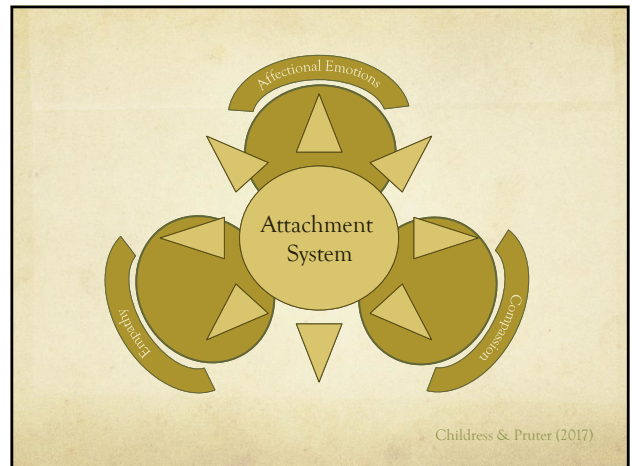 Affectional Emotions
Attachment
System
Empathy
Compassion
Childress & Pruter (2017)